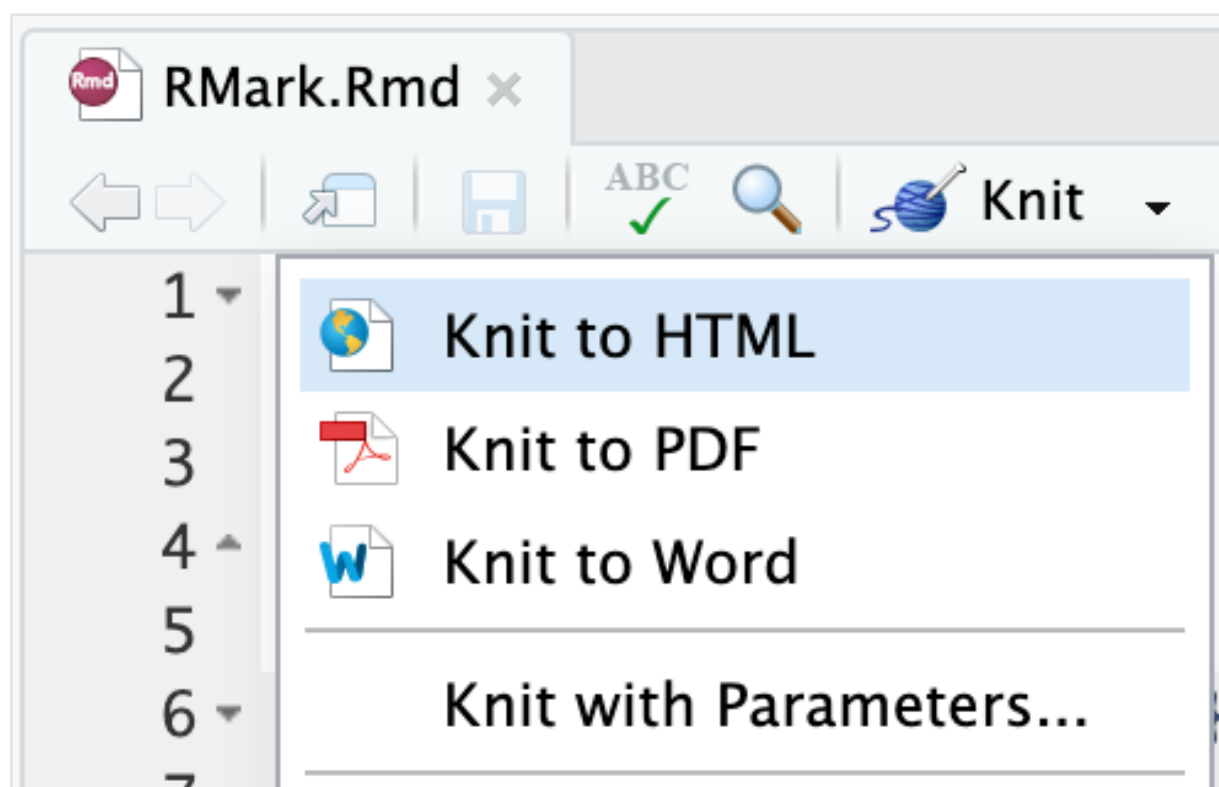 Rmd RMark.Rmd
ABC Knit
1
2
3
4
5
6
Knit to HTML
Knit to PDF
W Knit to Word
Knit with Parameters...